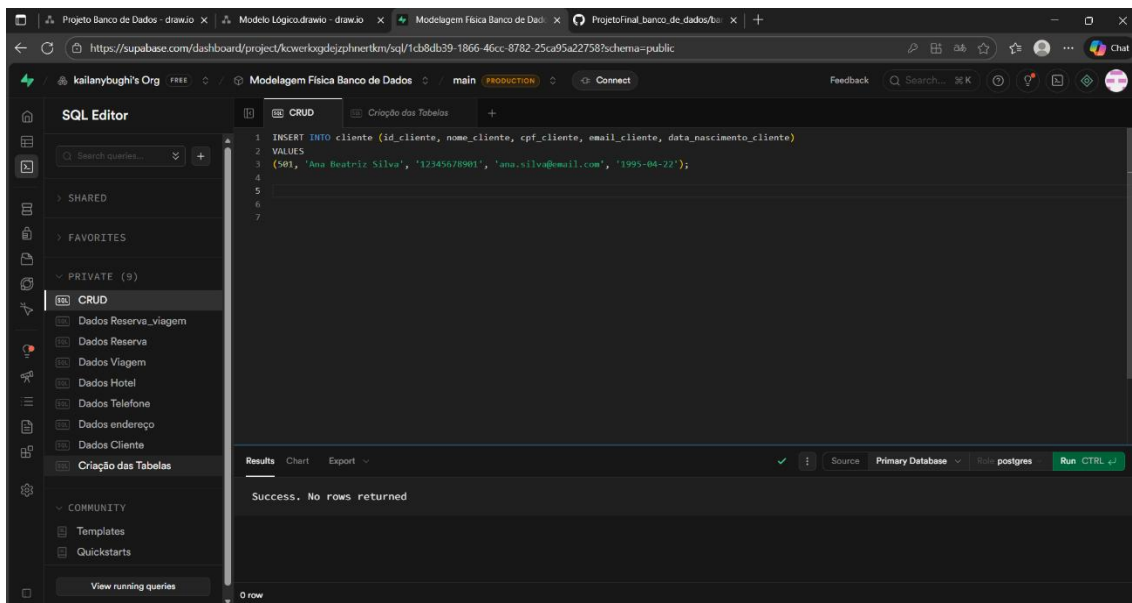 Projeto Banco de Dados - draw.io
Modelo Lógico.drawio - draw.io
Modelagem Física Banco de Dado
ProjetoFinal_banco_de_dados/ba
https://supabase.com/dashboard/project/kcwerkxgdejzphnertkm/sql/1cb8db39-1866-46cc-8782-25ca95a22758?schema=public
Chat
kailanybughi's Org FREE
Modelagem Física Banco de Dados
main PRODUCTION
Connect
Feedback
Search... ⌘K
SQL Editor
CRUD
Criação das Tabelas
Search queries...
SHARED
FAVORITES
PRIVATE (9)
CRUD
Dados Reserva_viagem
Dados Reserva
Dados Viagem
Dados Hotel
Dados Telefone
Dados endereço
Dados Cliente
Criação das Tabelas
COMMUNITY
Templates
Quickstarts
View running queries
1 INSERT INTO cliente (id_cliente, nome_cliente, cpf_cliente, email_cliente, data_nascimento_cliente)
2 VALUES
3 (501, 'Ana Beatriz Silva', '12345678901', 'ana.silva@email.com', '1995-04-22');
4
5
6
7
Results Chart Export
Source Primary Database Role postgres Run CTRL
Success. No rows returned
0 row